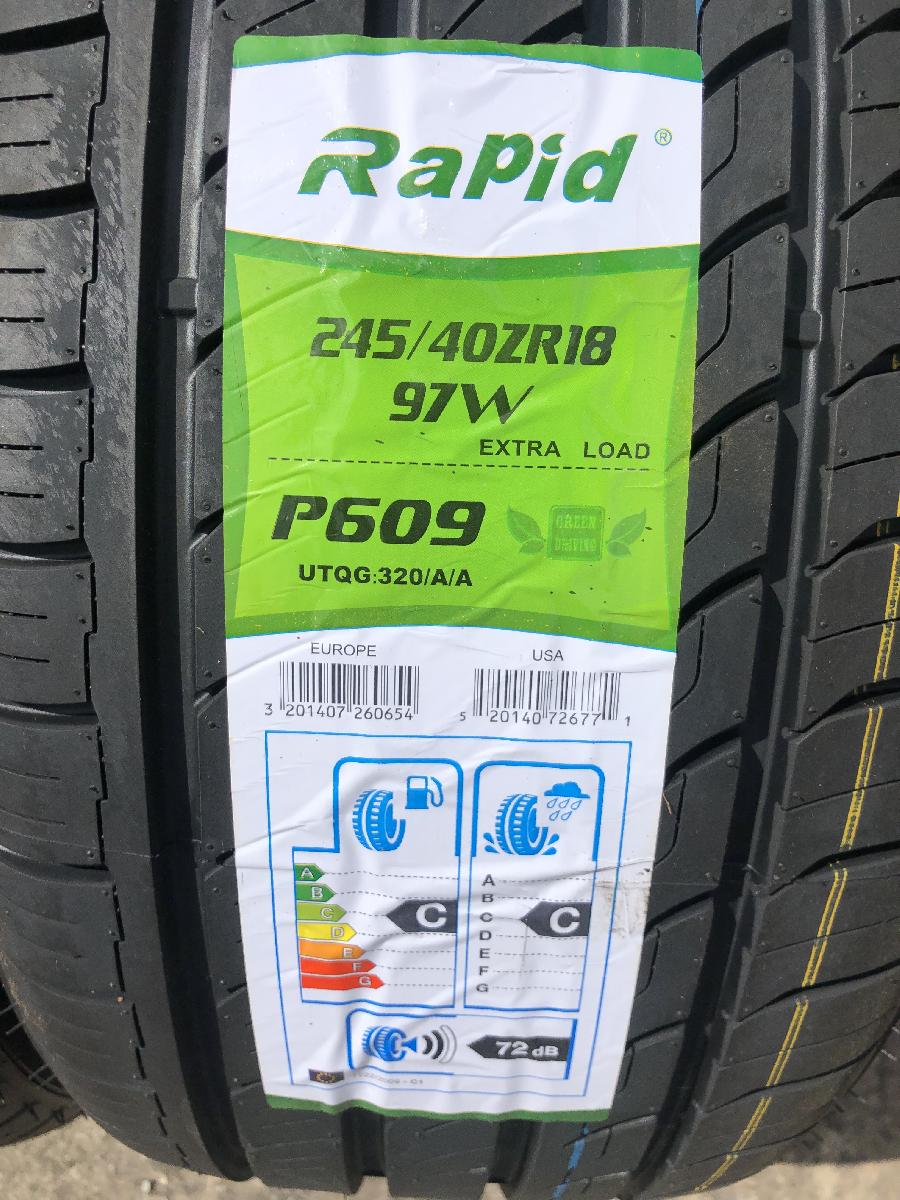 Rapid ®
245/40ZR18
97W
EXTRA LOAD
P609
GREEN
DRIVING
UTQG:320/A/A
EUROPE
USA
3 201407 260654
5 20140 72677 1
A
B
C
D
E
F
G
C
A
B
C
D
E
F
G
C
72 dB